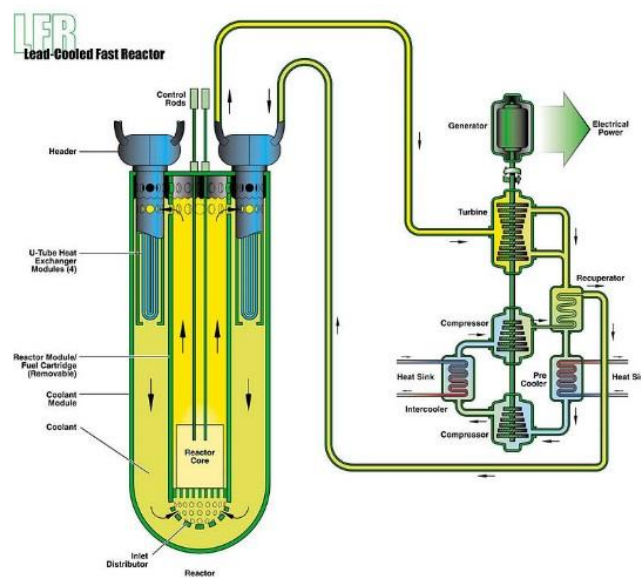 LFR
Lead-Cooled Fast Reactor
Control
Rods
Header
U-Tube Heat
Exchanger
Modules (4)
Reactor Module/
Fuel Cartridge
(Removable)
Coolant
Module
Coolant
Reactor
Core
Inlet
Distributor
Reactor
Generator
Electrical
Power
Turbine
Recuperator
Compressor
Heat Sink
Intercooler
Pre
Cooler
Heat Sin
Compressor